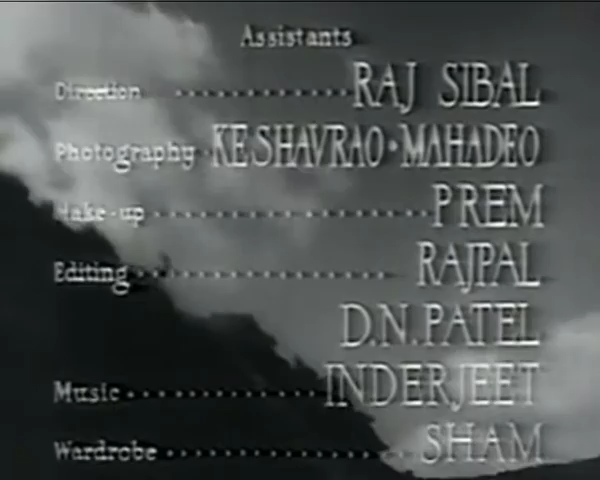 Assistants
Direction RAJ SIBAL
Photography KESHAVRAO • MAHADEO
Make-up PREM
Editing RAJPAL
D.N. PATEL
Music INDERJEET
Wardrobe SHAM